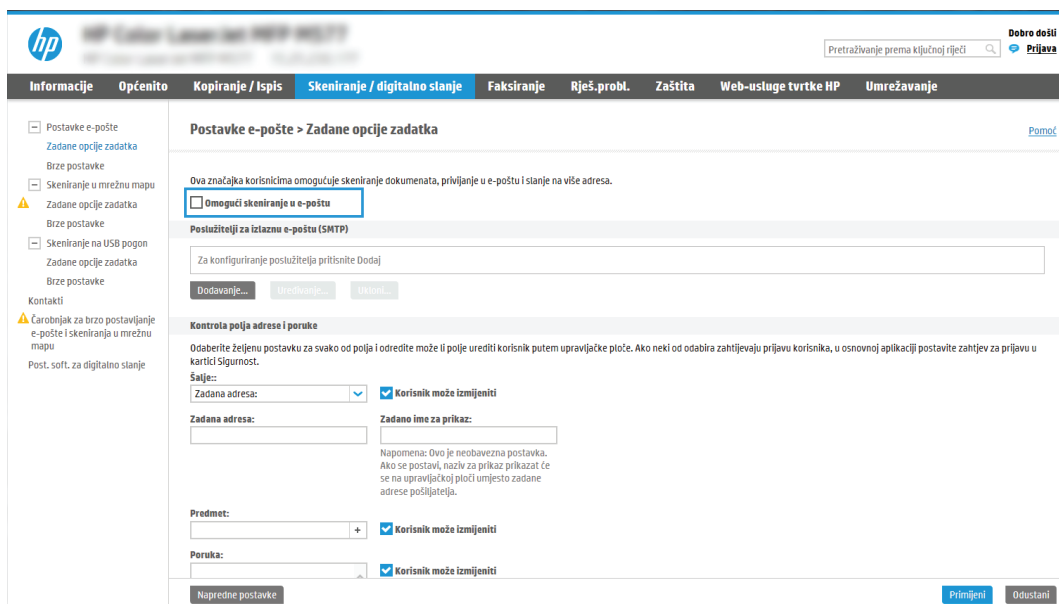 hp
HP Color LaserJet MFP M577
Dobro došli
Pretraživanje prema ključnoj riječi
Prijava
Informacije Općenito Kopiranje / Ispis Skeniranje / digitalno slanje Faksiranje Rješ.probl. Zaštita Web-usluge tvrtke HP Umrežavanje
Postavke e-pošte
Zadane opcije zadatka
Brze postavke
Skeniranje u mrežnu mapu
Zadane opcije zadatka
Brze postavke
Skeniranje na USB pogon
Zadane opcije zadatka
Brze postavke
Kontakti
Čarobnjak za brzo postavljanje
e-pošte i skeniranja u mrežnu
mapu
Post. soft. za digitalno slanje
Postavke e-pošte > Zadane opcije zadatka
Pomoć
Ova značajka korisnicima omogućuje skeniranje dokumenata, privijanje u e-poštu i slanje na više adresa.
Omogući skeniranje u e-poštu
Poslužitelji za izlaznu e-poštu (SMTP)
Za konfiguriranje poslužitelja pritisnite Dodaj
Dodavanje... Uređivanje... Ukloni...
Kontrola polja adrese i poruke
Odaberite željenu postavku za svako od polja i odredite može li polje urediti korisnik putem upravljačke ploče. Ako neki od odabira zahtijevaju prijavu korisnika, u osnovnoj aplikaciji postavite zahtjev za prijavu u
kartici Sigurnost.
Šalje::
Zadana adresa: Korisnik može izmijeniti
Zadana adresa: Zadano ime za prikaz:
Napomena: Ovo je neobavezna postavka.
Ako se postavi, naziv za prikaz prikazat će
se na upravljačkoj ploči umjesto zadane
adrese pošiljatelja.
Predmet:
+ Korisnik može izmijeniti
Poruka:
Korisnik može izmijeniti
Napredne postavke Primijeni Odustani